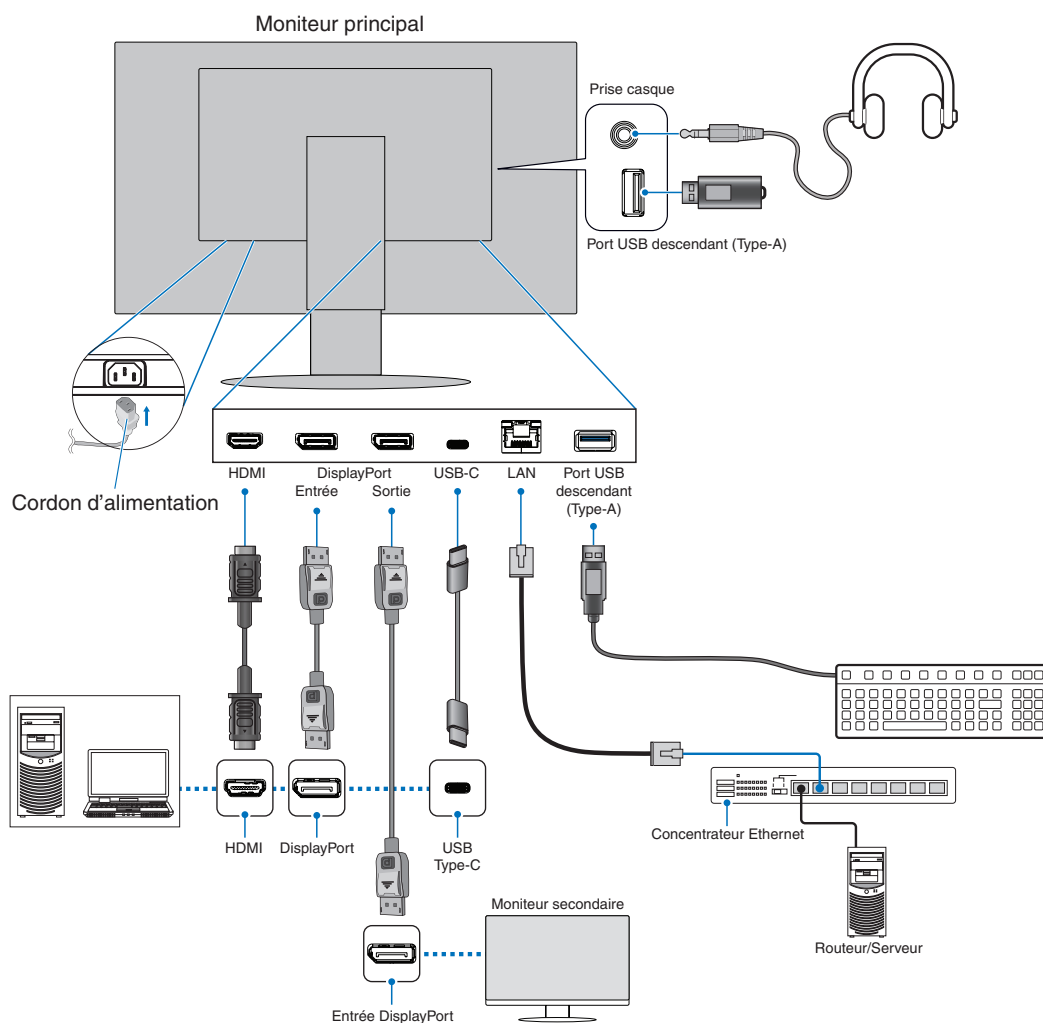 Moniteur principal
Prise casque
Port USB descendant (Type-A)
Cordon d’alimentation
HDMI
DisplayPort
Entrée
Sortie
USB-C
LAN
Port USB
descendant
(Type-A)
HDMI
DisplayPort
USB
Type-C
Concentrateur Ethernet
Routeur/Serveur
Moniteur secondaire
Entrée DisplayPort